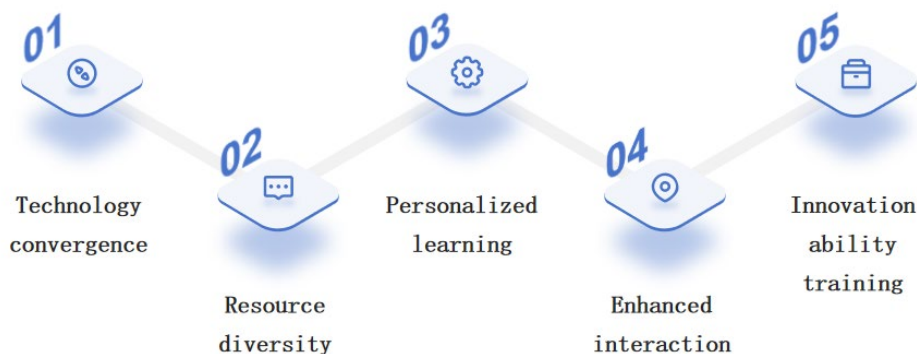 01
Technology
convergence
02
Resource
diversity
03
Personalized
learning
04
Enhanced
interaction
05
Innovation
ability
training